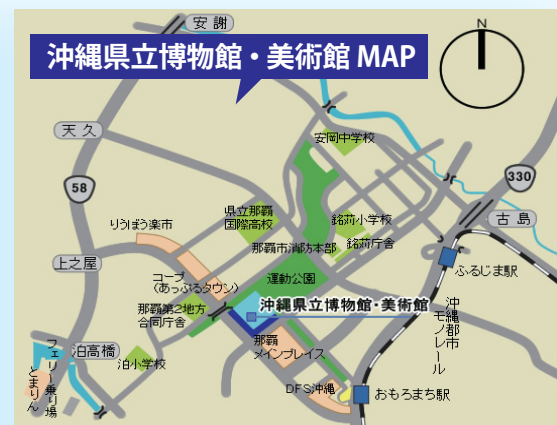 安謝
沖縄県立博物館・美術館 MAP
N
天久
安岡中学校
58
330
県立那覇
国際高校
銘苅小学校
古島
りうぼう楽市
那覇市消防本部
銘苅庁舎
上之屋
ふるじま駅
コープ
(あっぷるタウン)
運動公園
沖縄県立博物館・美術館
那覇第2地方
合同庁舎
沖縄都市
モノレール
フェリー乗り場
とまりん
泊高橋
泊小学校
那覇
メインプレイス
DFS沖縄
おもろまち駅